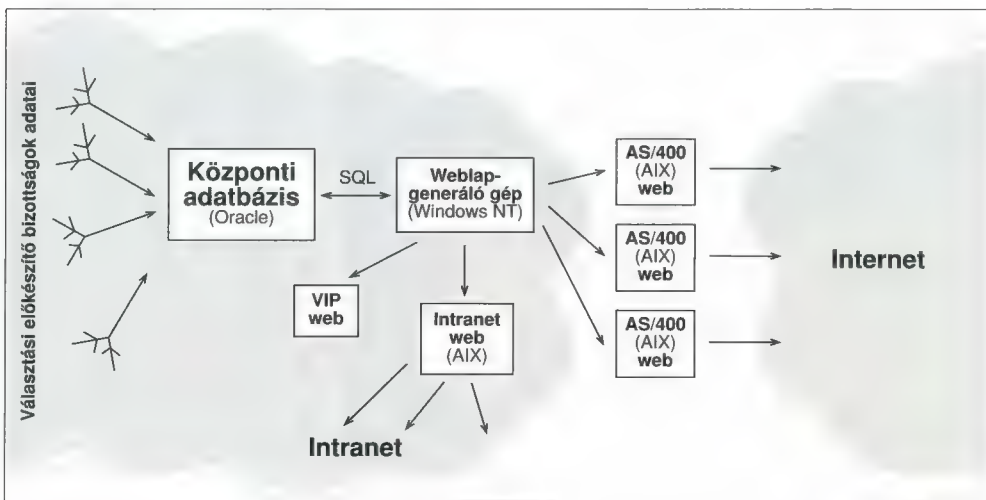 Választási előkészítő bizottságok adatai
Központi
adatbázis
(Oracle)
SQL
Weblap-
generáló gép
(Windows NT)
VIP
web
Intranet
web
(AIX)
Intranet
AS/400
(AIX)
web
AS/400
(AIX)
web
AS/400
(AIX)
web
Internet